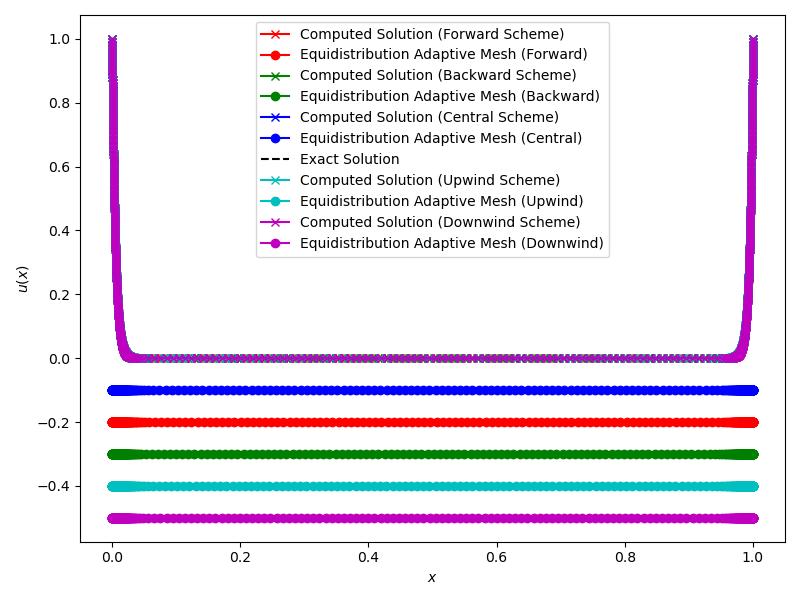 Computed Solution (Forward Scheme)
Equidistribution Adaptive Mesh (Forward)
Computed Solution (Backward Scheme)
Equidistribution Adaptive Mesh (Backward)
Computed Solution (Central Scheme)
Equidistribution Adaptive Mesh (Central)
Exact Solution
Computed Solution (Upwind Scheme)
Equidistribution Adaptive Mesh (Upwind)
Computed Solution (Downwind Scheme)
Equidistribution Adaptive Mesh (Downwind)
1.0
0.8
0.6
0.4
0.2
0.0
−0.2
−0.4
u(x)
0.0 0.2 0.4 0.6 0.8 1.0
x